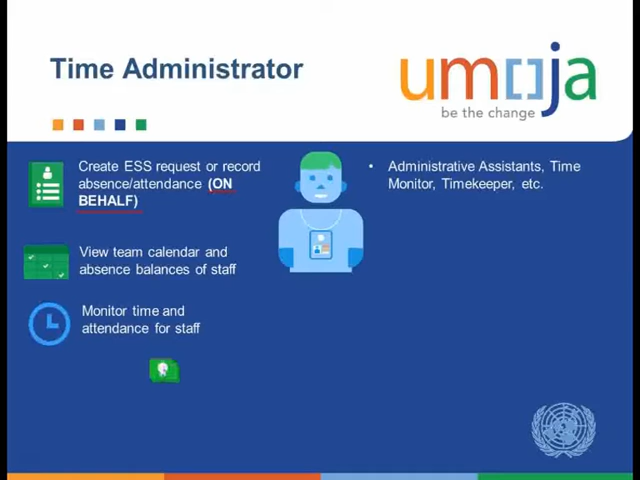 Time Administrator
umoja
be the change
Create ESS request or record
absence/attendance (ON
BEHALF)
View team calendar and
absence balances of staff
Monitor time and
attendance for staff
• Administrative Assistants, Time
Monitor, Timekeeper, etc.